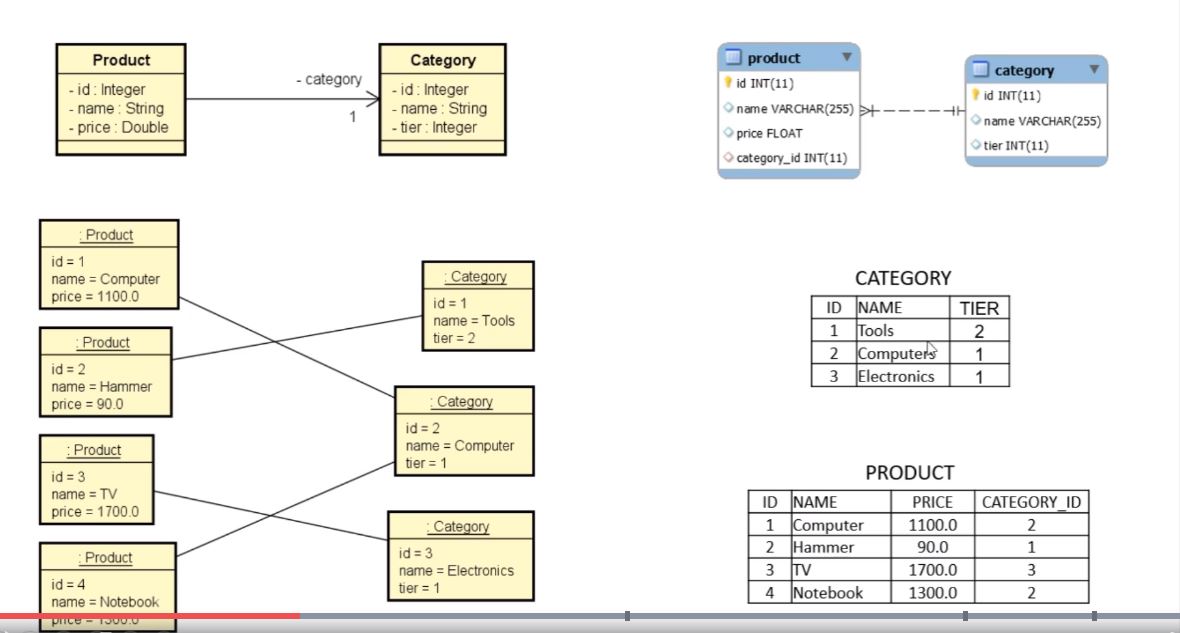 Product
- id : Integer
- name : String
- price : Double
- category
1
Category
- id : Integer
- name : String
- tier : Integer
product
id INT(11)
name VARCHAR(255)
price FLOAT
category_id INT(11)
category
id INT(11)
name VARCHAR(255)
tier INT(11)
: Product
id = 1
name = Computer
price = 1100.0
: Product
id = 2
name = Hammer
price = 90.0
: Product
id = 3
name = TV
price = 1700.0
: Product
id = 4
name = Notebook
price = 1300.0
: Category
id = 1
name = Tools
tier = 2
: Category
id = 2
name = Computer
tier = 1
: Category
id = 3
name = Electronics
tier = 1
CATEGORY
ID NAME TIER
1 Tools 2
2 Computers 1
3 Electronics 1
PRODUCT
ID NAME PRICE CATEGORY_ID
1 Computer 1100.0 2
2 Hammer 90.0 1
3 TV 1700.0 3
4 Notebook 1300.0 2